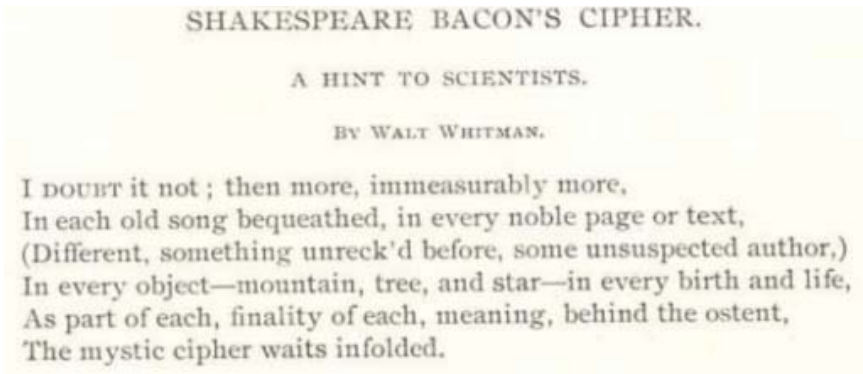 SHAKESPEARE BACON'S CIPHER.
A HINT TO SCIENTISTS.
BY WALT WHITMAN.
I DOUBT it not ; then more, immeasurably more,
In each old song bequeathed, in every noble page or text,
(Different, something unreck'd before, some unsuspected author,)
In every object—mountain, tree, and star—in every birth and life,
As part of each, finality of each, meaning, behind the ostent,
The mystic cipher waits infolded.